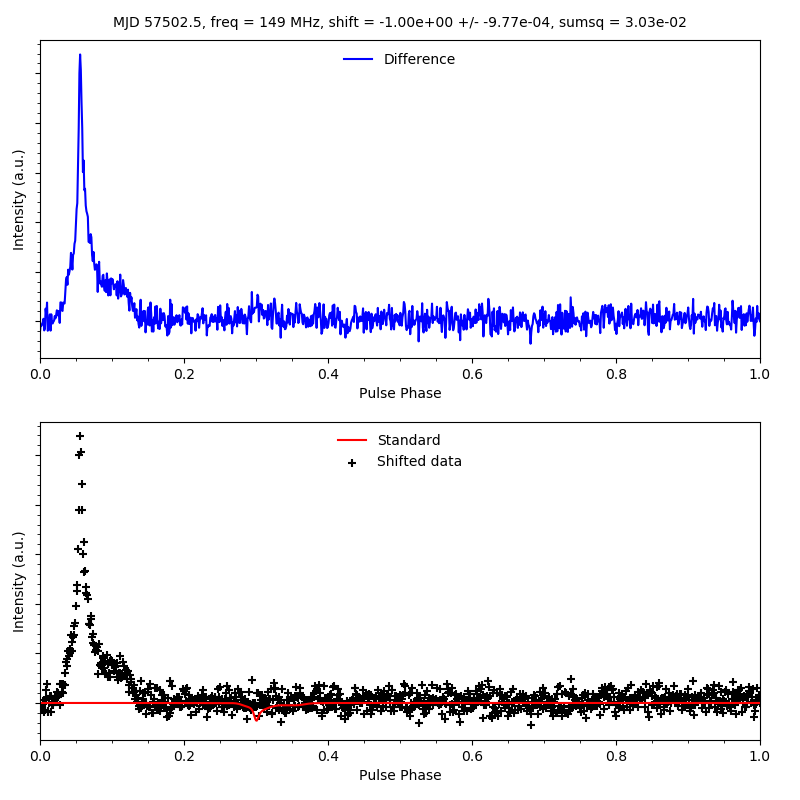 MJD 57502.5, freq = 149 MHz, shift = -1.00e+00 +/- -9.77e-04, sumsq = 3.03e-02
Difference
Intensity (a.u.)
0.0 0.2 0.4 0.6 0.8 1.0
Pulse Phase
Standard
Shifted data
Intensity (a.u.)
0.0 0.2 0.4 0.6 0.8 1.0
Pulse Phase